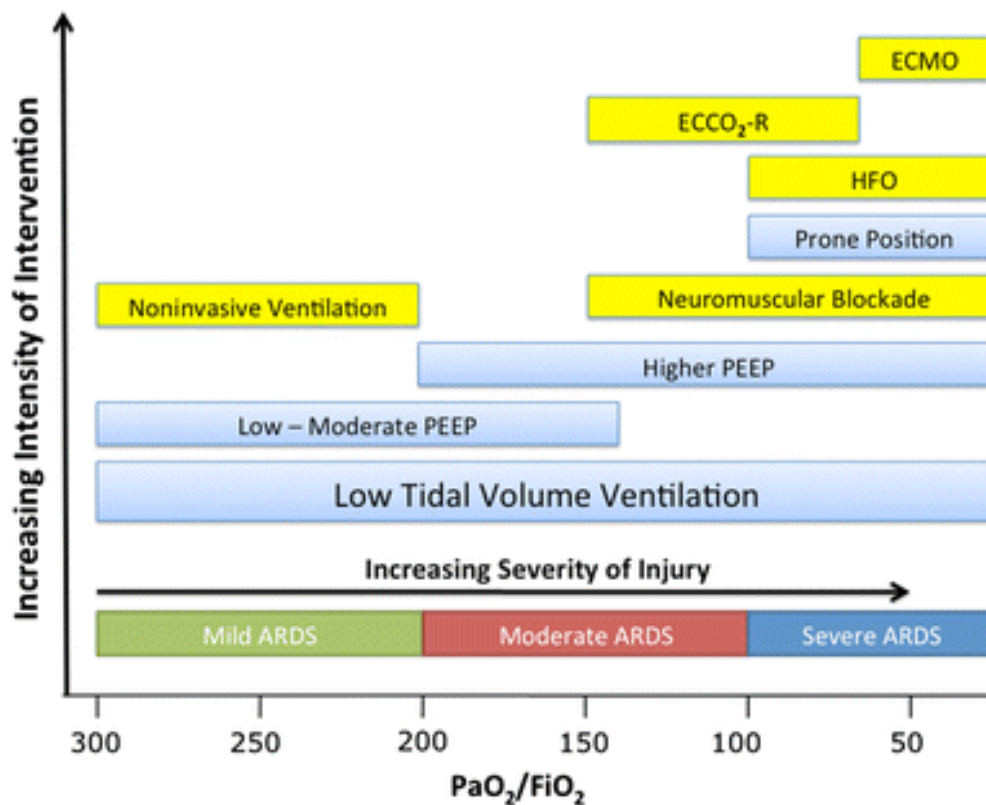 Increasing Intensity of Intervention
ECMO
ECCO₂-R
HFO
Prone Position
Noninvasive Ventilation
Neuromuscular Blockade
Higher PEEP
Low – Moderate PEEP
Low Tidal Volume Ventilation
Increasing Severity of Injury
Mild ARDS
Moderate ARDS
Severe ARDS
300
250
200
150
100
50
PaO₂/FiO₂